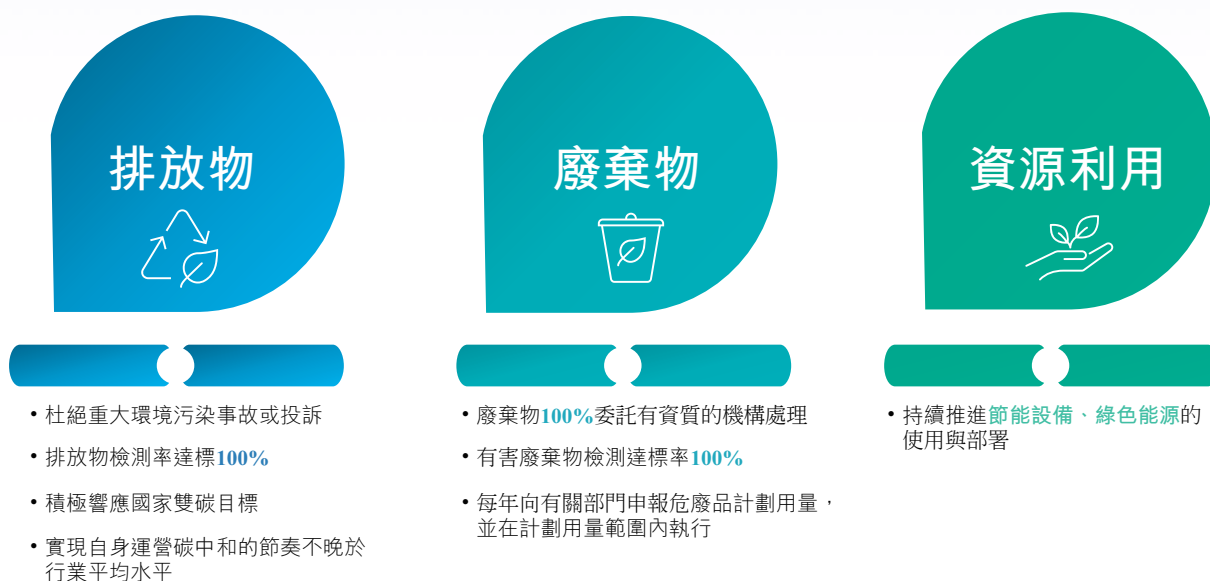 排放物
• 杜絕重大環境污染事故或投訴
• 排放物檢測率達標100%
• 積極響應國家雙碳目標
• 實現自身運營碳中和的節奏不晚於
行業平均水平
廢棄物
• 廢棄物100%委託有資質的機構處理
• 有害廢棄物檢測達標率100%
• 每年向有關部門申報危廢品計劃用量，
並在計劃用量範圍內執行
資源利用
• 持續推進節能設備、綠色能源的
使用與部署